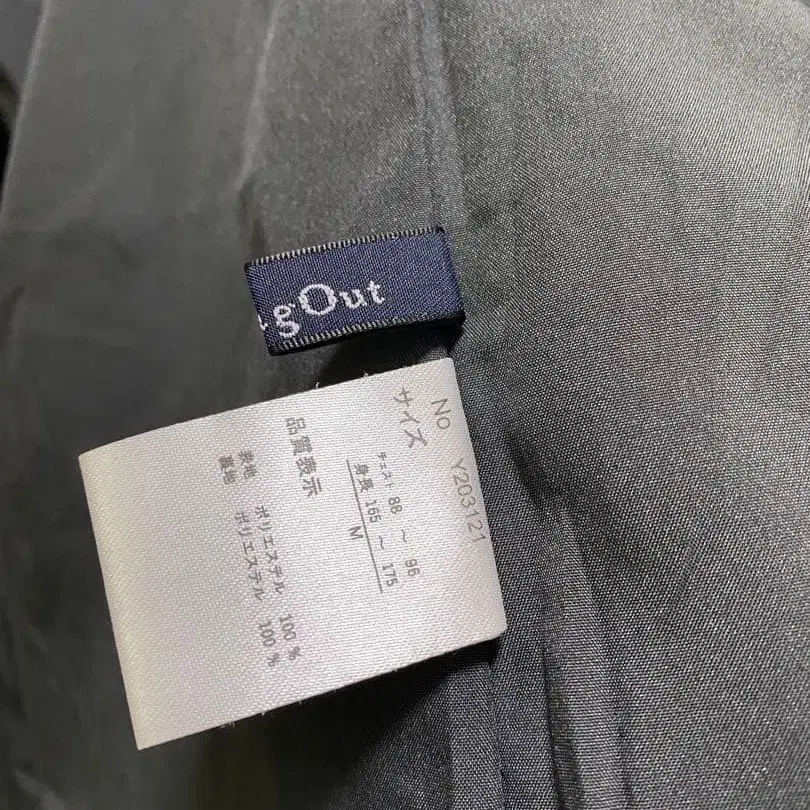 gOut
No Y203121
サイズ
チェスト 88 ～ 96
身長 165 ～ 175
M
品質表示
表地 ポリエステル 100 %
裏地 ポリエステル 100 %